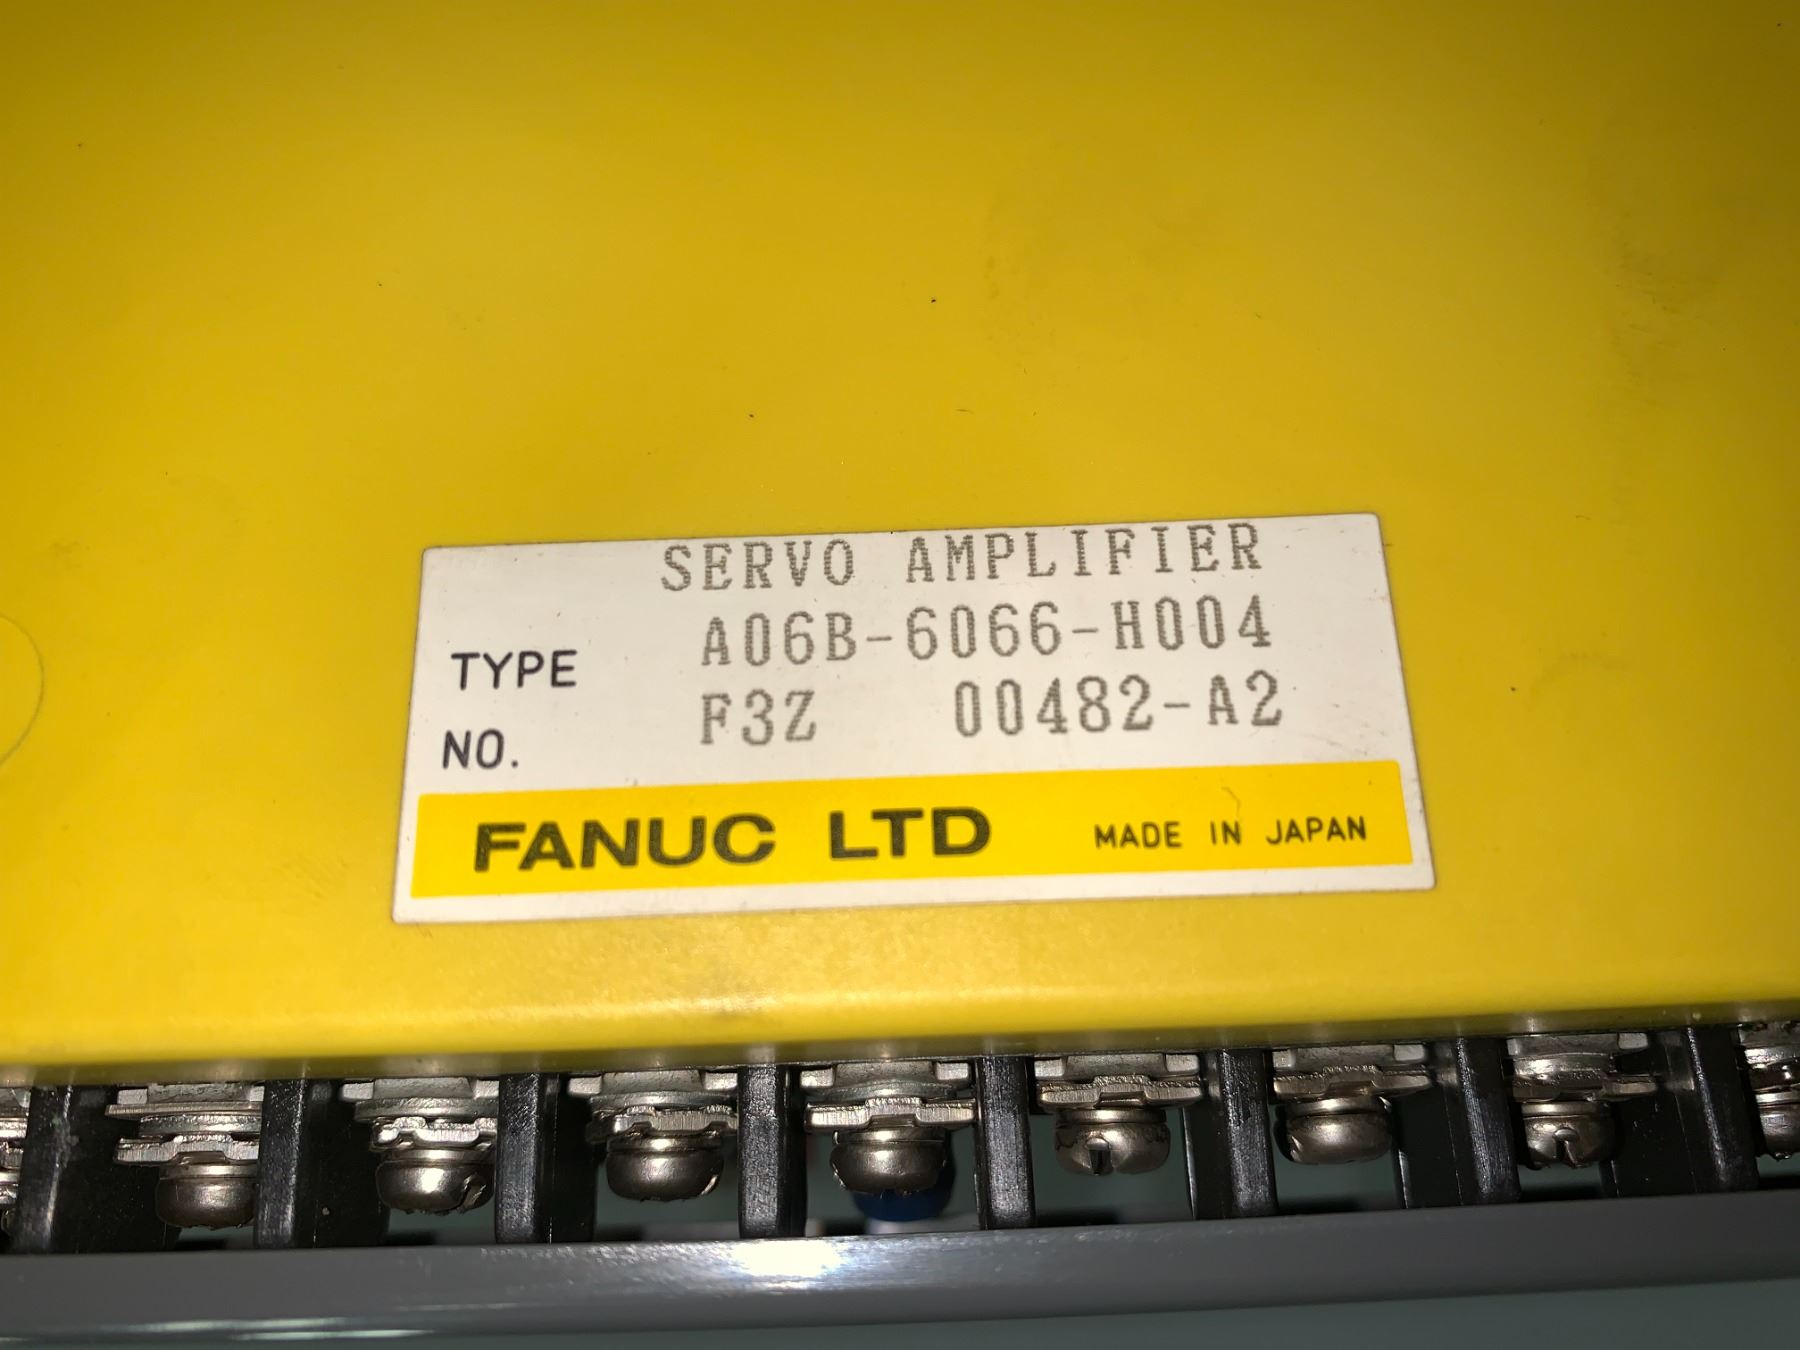 SERVO AMPLIFIER
TYPE A06B-6066-H004
NO. F3Z 00482-A2
FANUC LTD MADE IN JAPAN